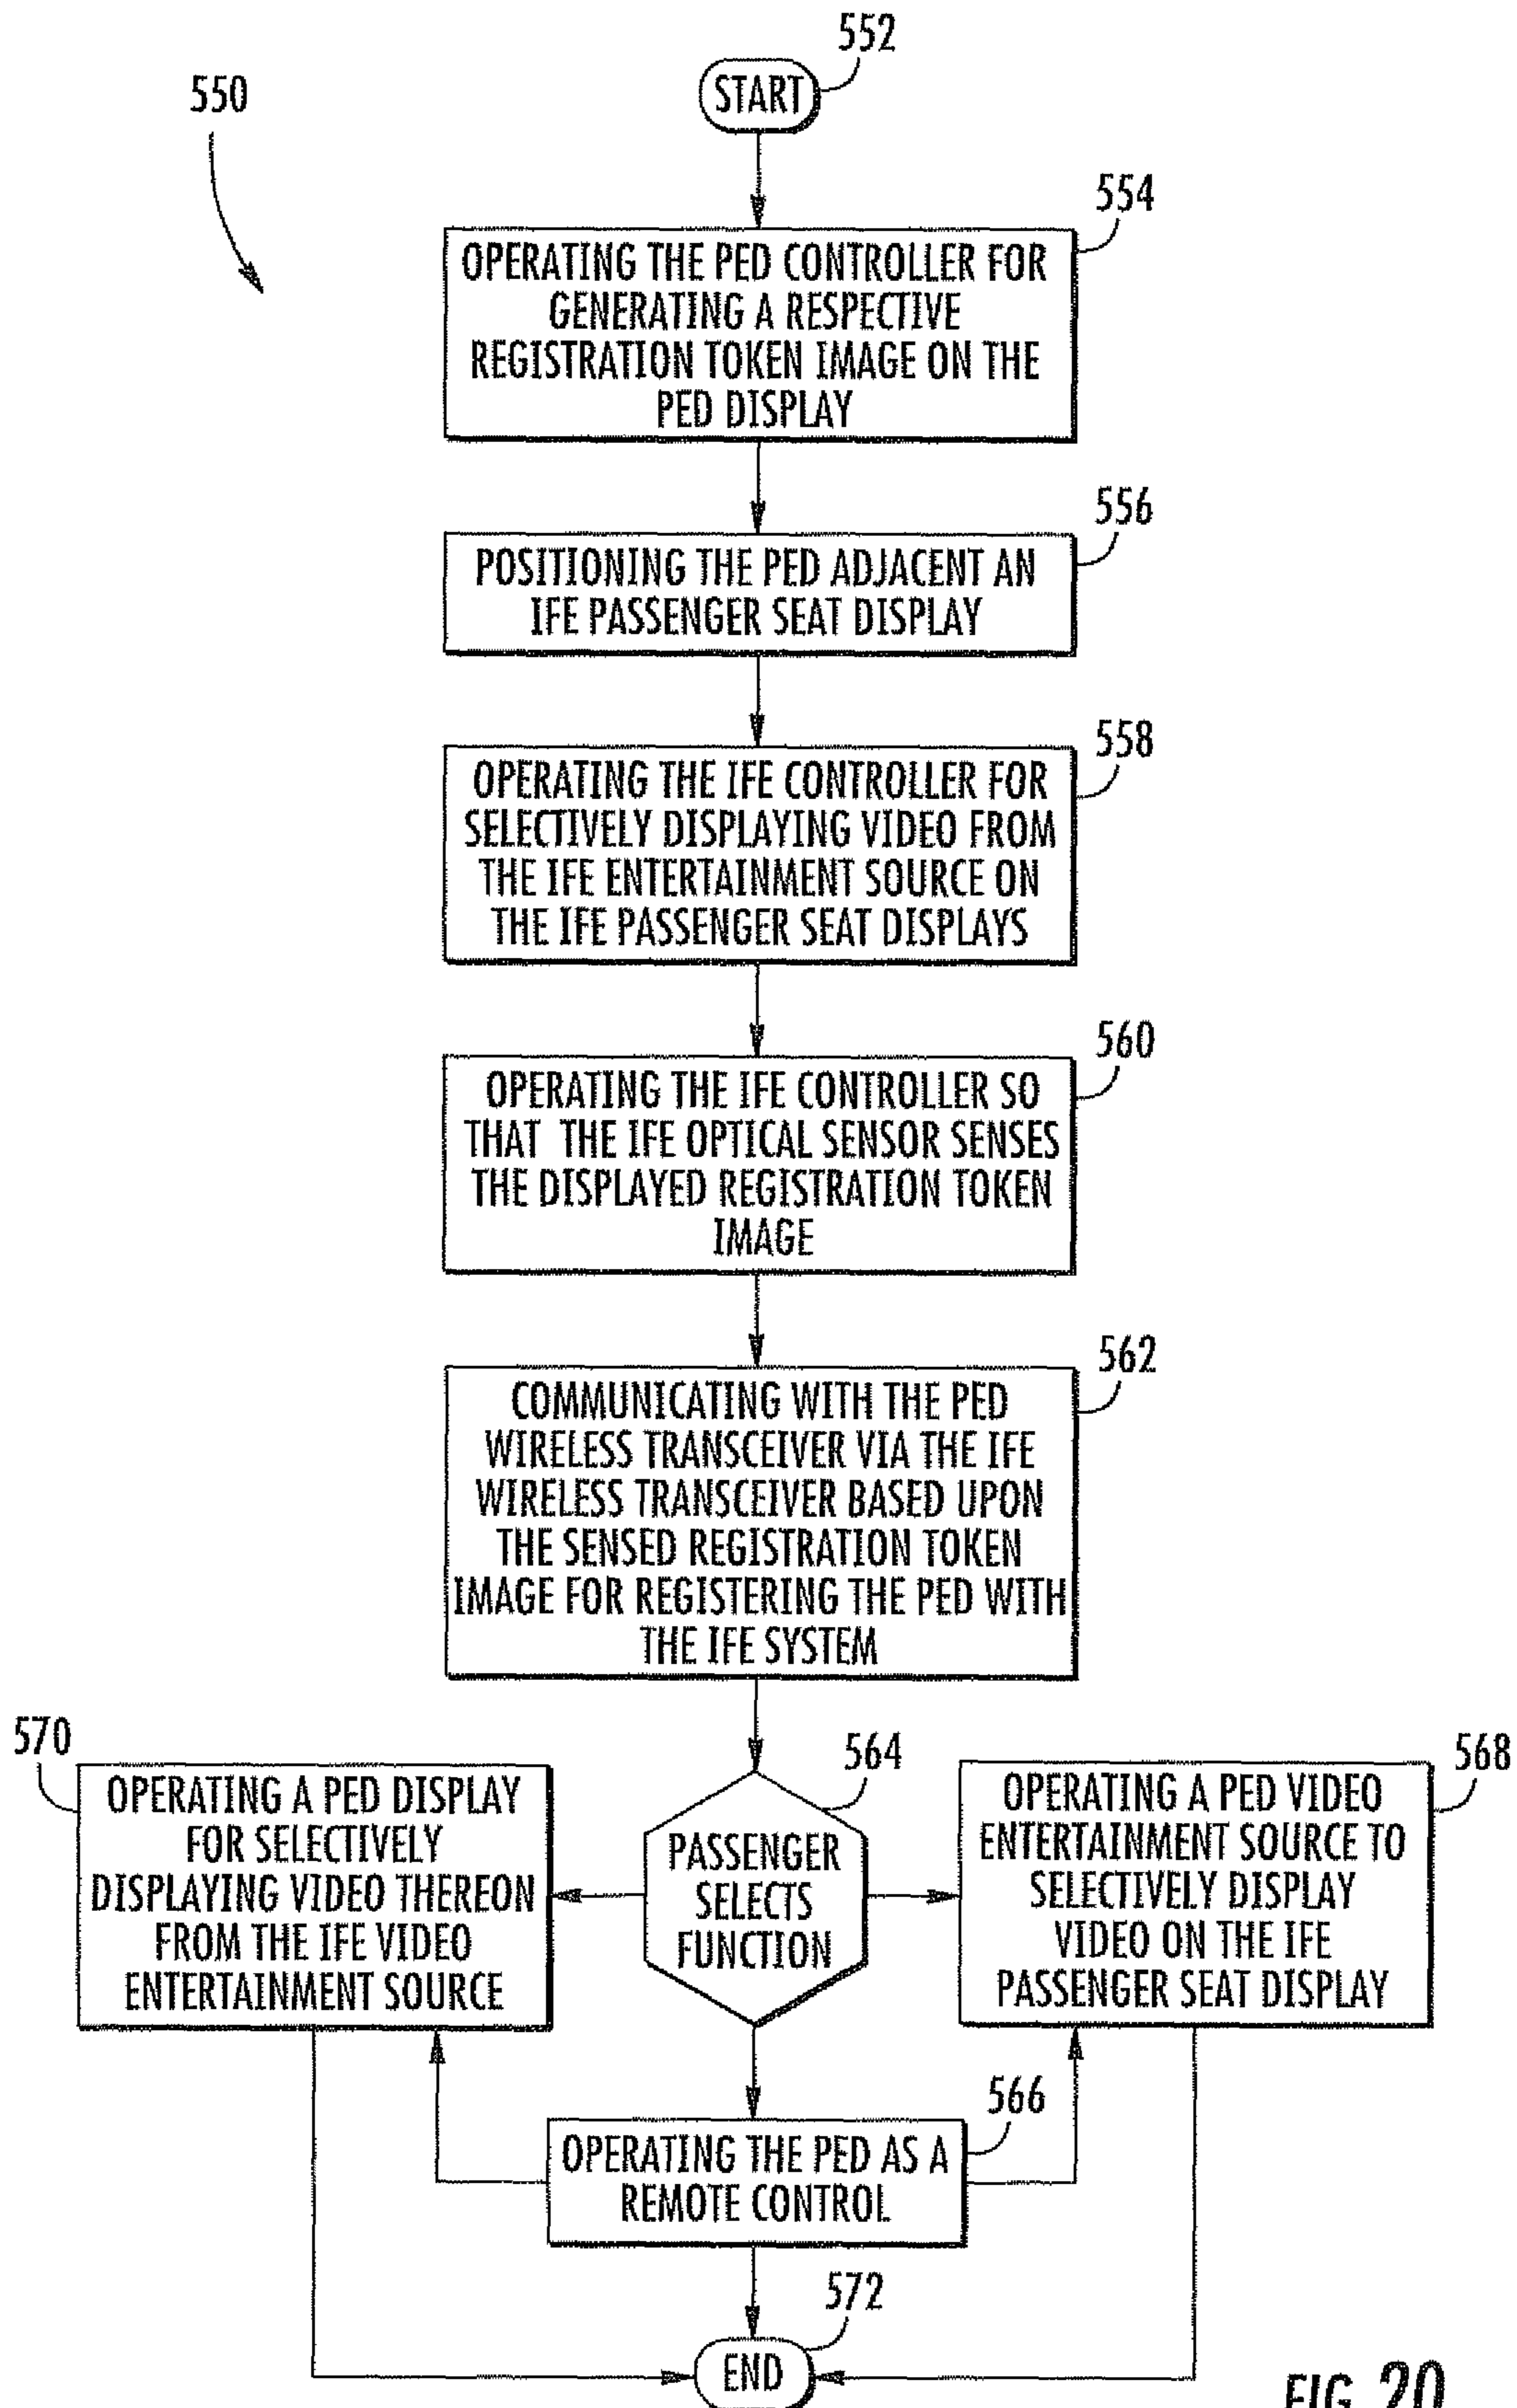 552
START
550
554
OPERATING THE PED CONTROLLER FOR
GENERATING A RESPECTIVE
REGISTRATION TOKEN IMAGE ON THE
PED DISPLAY
556
POSITIONING THE PED ADJACENT AN
IFE PASSENGER SEAT DISPLAY
558
OPERATING THE IFE CONTROLLER FOR
SELECTIVELY DISPLAYING VIDEO FROM
THE IFE ENTERTAINMENT SOURCE ON
THE IFE PASSENGER SEAT DISPLAYS
560
OPERATING THE IFE CONTROLLER SO
THAT THE IFE OPTICAL SENSOR SENSES
THE DISPLAYED REGISTRATION TOKEN
IMAGE
562
COMMUNICATING WITH THE PED
WIRELESS TRANSCEIVER VIA THE IFE
WIRELESS TRANSCEIVER BASED UPON
THE SENSED REGISTRATION TOKEN
IMAGE FOR REGISTERING THE PED WITH
THE IFE SYSTEM
570
OPERATING A PED DISPLAY
FOR SELECTIVELY
DISPLAYING VIDEO THEREON
FROM THE IFE VIDEO
ENTERTAINMENT SOURCE
564
PASSENGER
SELECTS
FUNCTION
568
OPERATING A PED VIDEO
ENTERTAINMENT SOURCE TO
SELECTIVELY DISPLAY
VIDEO ON THE IFE
PASSENGER SEAT DISPLAY
566
OPERATING THE PED AS A
REMOTE CONTROL
572
END
FIG. 20